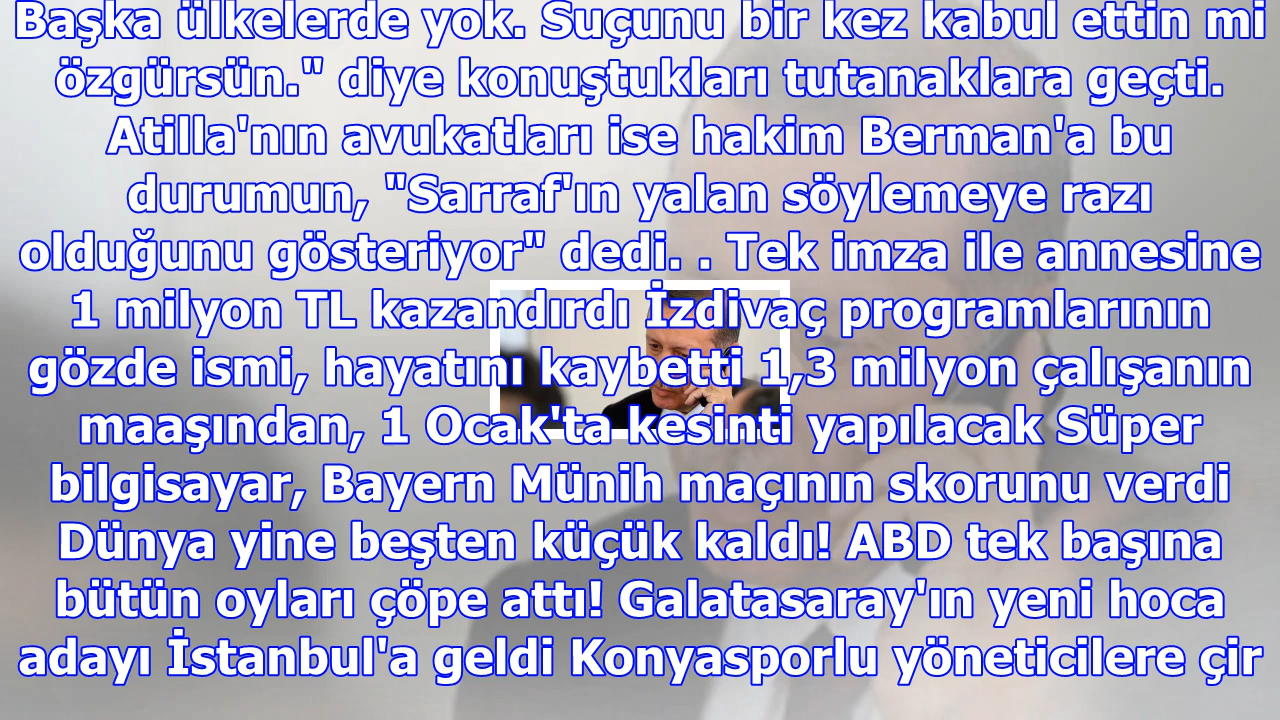 Başka ülkelerde yok. Suçunu bir kez kabul ettin mi
özgürsün." diye konuştukları tutanaklara geçti.
Atilla'nın avukatları ise hakim Berman'a bu
durumun, "Sarraf'ın yalan söylemeye razı
olduğunu gösteriyor" dedi. . Tek imza ile annesine
1 milyon TL kazandırdı İzdivaç programlarının
gözde ismi, hayatını kaybetti 1,3 milyon çalışanın
maaşından, 1 Ocak'ta kesinti yapılacak Süper
bilgisayar, Bayern Münih maçının skorunu verdi
Dünya yine beşten küçük kaldı! ABD tek başına
bütün oyları çöpe attı! Galatasaray'ın yeni hoca
adayı İstanbul'a geldi Konyasporlu yöneticilere çir